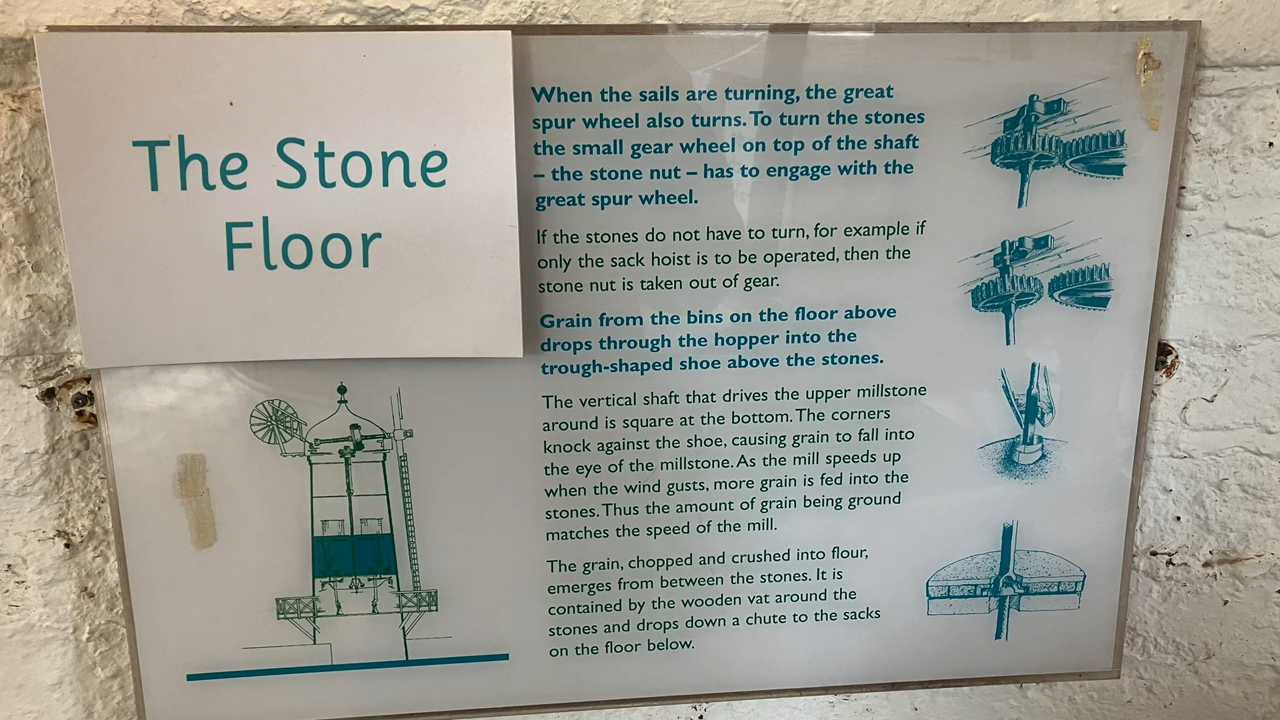 The Stone
Floor
When the sails are turning, the great
spur wheel also turns. To turn the stones
the small gear wheel on top of the shaft
– the stone nut – has to engage with the
great spur wheel.
If the stones do not have to turn, for example if
only the sack hoist is to be operated, then the
stone nut is taken out of gear.
Grain from the bins on the floor above
drops through the hopper into the
trough-shaped shoe above the stones.
The vertical shaft that drives the upper millstone
around is square at the bottom. The corners
knock against the shoe, causing grain to fall into
the eye of the millstone. As the mill speeds up
when the wind gusts, more grain is fed into the
stones. Thus the amount of grain being ground
matches the speed of the mill.
The grain, chopped and crushed into flour,
emerges from between the stones. It is
contained by the wooden vat around the
stones and drops down a chute to the sacks
on the floor below.